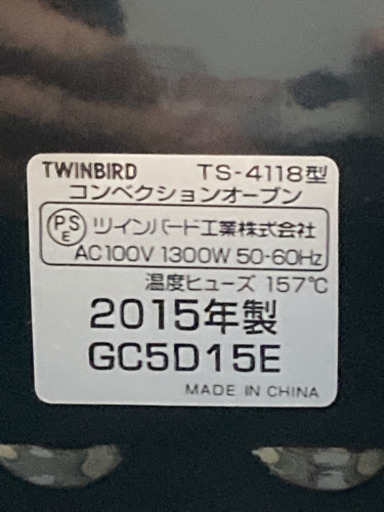 TWINBIRD TS-4118型
コンベクションオーブン
PSE ツインバード工業株式会社
AC100V 1300W 50-60Hz
温度ヒューズ 157℃
2015年製
GC5D15E
MADE IN CHINA